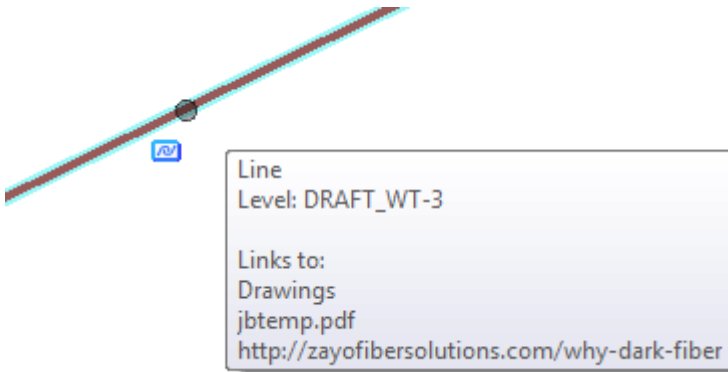 Line
Level: DRAFT_WT-3
Links to:
Drawings
jbtemp.pdf
http://zayofibersolutions.com/why-dark-fiber